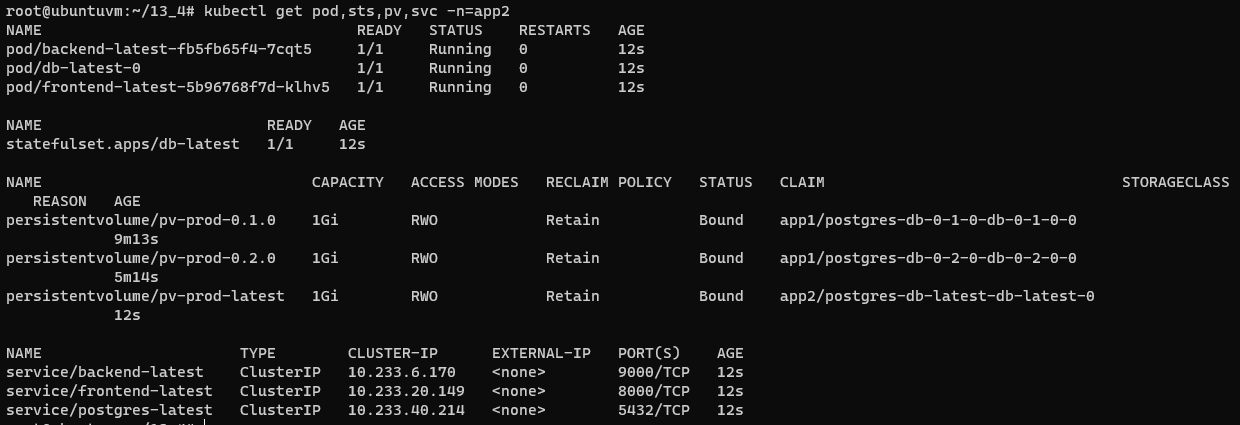 root@ubuntuvm:~/13_4# kubectl get pod,sts,pv,svc -n=app2
NAME                                   READY   STATUS    RESTARTS   AGE
pod/backend-latest-fb5fb65f4-7cqt5     1/1     Running   0          12s
pod/db-latest-0                        1/1     Running   0          12s
pod/frontend-latest-5b96768f7d-klhv5   1/1     Running   0          12s
NAME                         READY   AGE
statefulset.apps/db-latest   1/1     12s
NAME                              CAPACITY   ACCESS MODES   RECLAIM POLICY   STATUS   CLAIM                                 STORAGECLASS
   REASON   AGE
persistentvolume/pv-prod-0.1.0    1Gi        RWO            Retain           Bound    app1/postgres-db-0-1-0-db-0-1-0-0
            9m13s
persistentvolume/pv-prod-0.2.0    1Gi        RWO            Retain           Bound    app1/postgres-db-0-2-0-db-0-2-0-0
            5m14s
persistentvolume/pv-prod-latest   1Gi        RWO            Retain           Bound    app2/postgres-db-latest-db-latest-0
            12s
NAME                      TYPE        CLUSTER-IP      EXTERNAL-IP   PORT(S)    AGE
service/backend-latest    ClusterIP   10.233.6.170    <none>        9000/TCP   12s
service/frontend-latest   ClusterIP   10.233.20.149   <none>        8000/TCP   12s
service/postgres-latest   ClusterIP   10.233.40.214   <none>        5432/TCP   12s